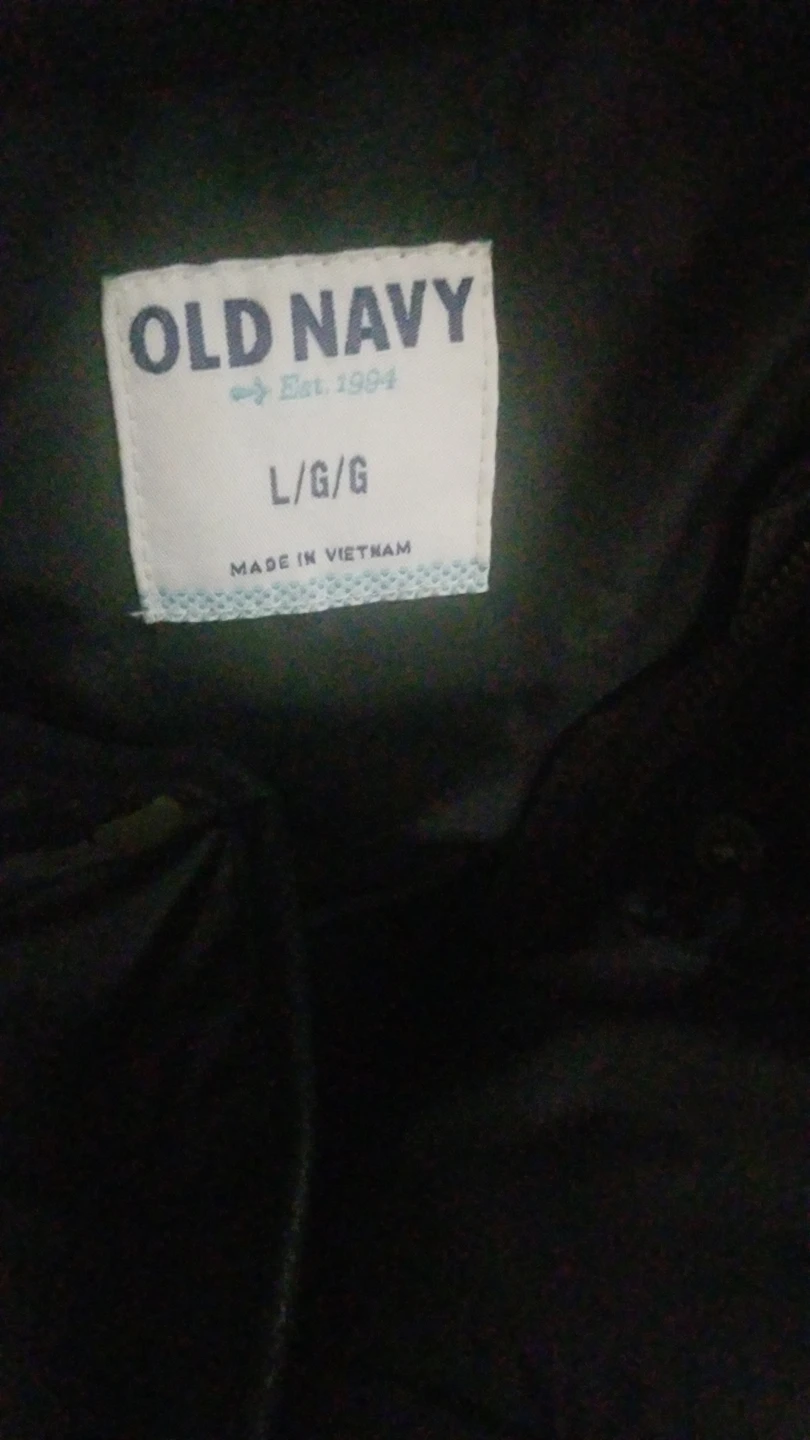 OLD NAVY
Est. 1994
L/G/G
MADE IN VIETNAM